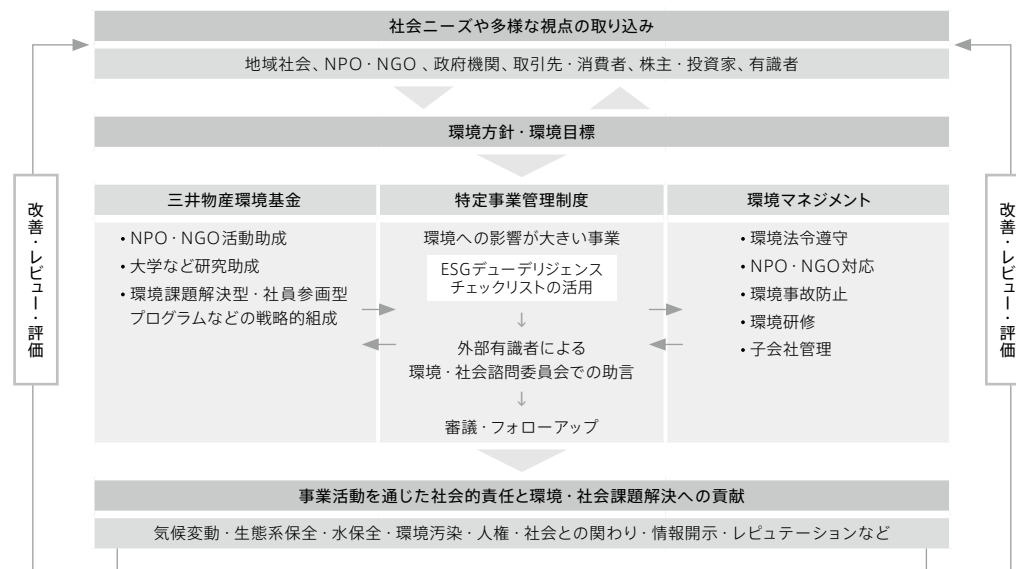 社会ニーズや多様な視点の取り込み
地域社会、NPO・NGO 、政府機関、取引先・消費者、株主・投資家、有識者
環境方針・環境目標
改善・レビュー・評価
三井物産環境基金
• NPO・NGO活動助成
• 大学など研究助成
• 環境課題解決型・社員参画型
プログラムなどの戦略的組成
特定事業管理制度
環境への影響が大きい事業
ESGデューデリジェンス
チェックリストの活用
↓
外部有識者による
環境・社会諮問委員会での助言
↓
審議・フォローアップ
環境マネジメント
• 環境法令遵守
• NPO・NGO対応
• 環境事故防止
• 環境研修
• 子会社管理
改善・レビュー・評価
事業活動を通じた社会的責任と環境・社会課題解決への貢献
気候変動・生態系保全・水保全・環境汚染・人権・社会との関わり・情報開示・レピュテーションなど